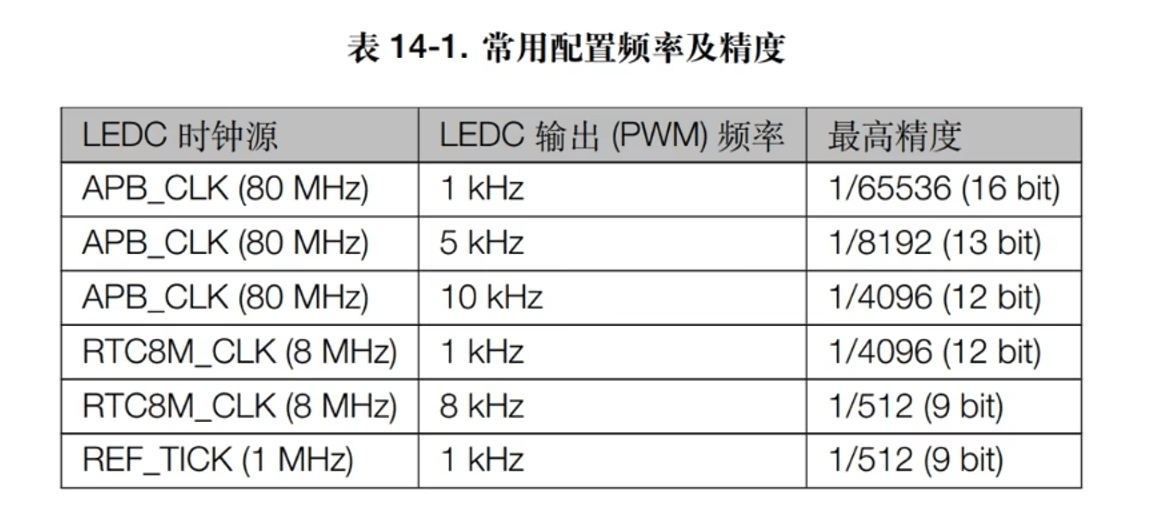 表 14-1. 常用配置频率及精度
LEDC 时钟源 LEDC 输出 (PWM) 频率 最高精度
APB_CLK (80 MHz) 1 kHz 1/65536 (16 bit)
APB_CLK (80 MHz) 5 kHz 1/8192 (13 bit)
APB_CLK (80 MHz) 10 kHz 1/4096 (12 bit)
RTC8M_CLK (8 MHz) 1 kHz 1/4096 (12 bit)
RTC8M_CLK (8 MHz) 8 kHz 1/512 (9 bit)
REF_TICK (1 MHz) 1 kHz 1/512 (9 bit)